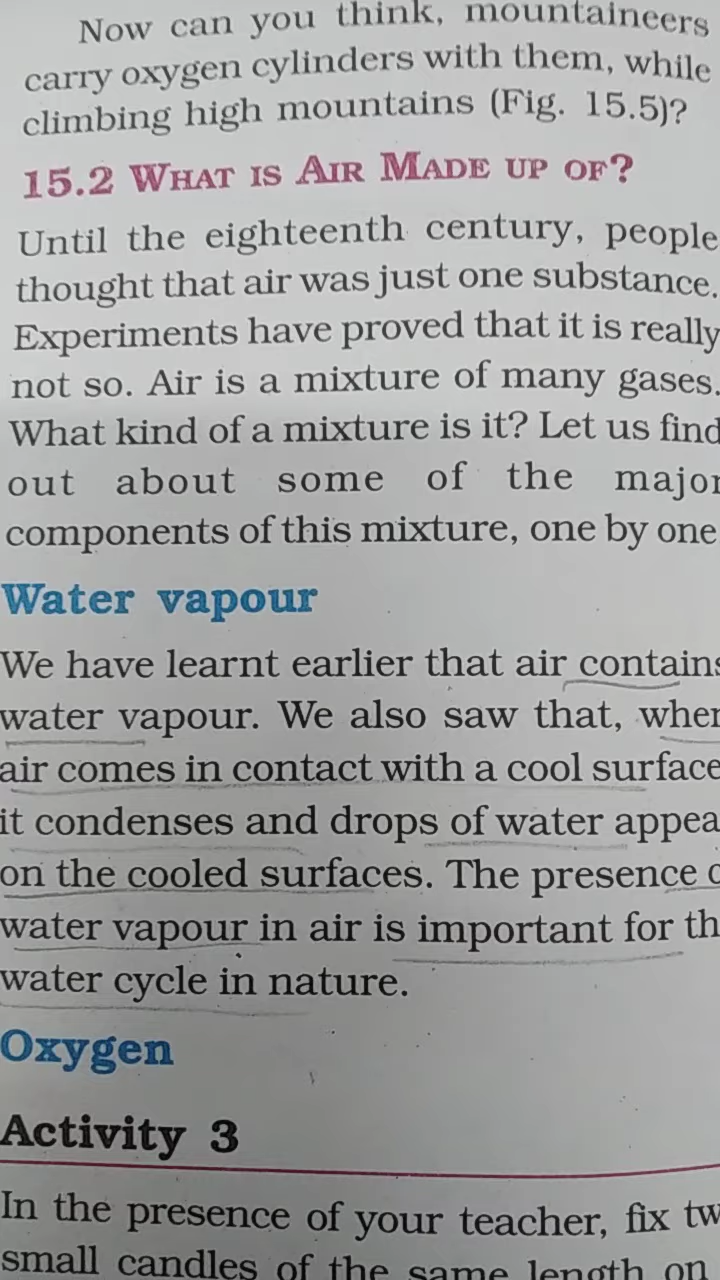 Now can you think, mountaineers
carry oxygen cylinders with them, while
climbing high mountains (Fig. 15.5)?
15.2 WHAT IS AIR MADE UP OF?
Until the eighteenth century, people
thought that air was just one substance.
Experiments have proved that it is really
not so. Air is a mixture of many gases.
What kind of a mixture is it? Let us find
out about some of the major
components of this mixture, one by one
Water vapour
We have learnt earlier that air contains
water vapour. We also saw that, when
air comes in contact with a cool surface
it condenses and drops of water appea
on the cooled surfaces. The presence o
water vapour in air is important for th
water cycle in nature.
Oxygen
Activity 3
In the presence of your teacher, fix tw
small candles of the same length on